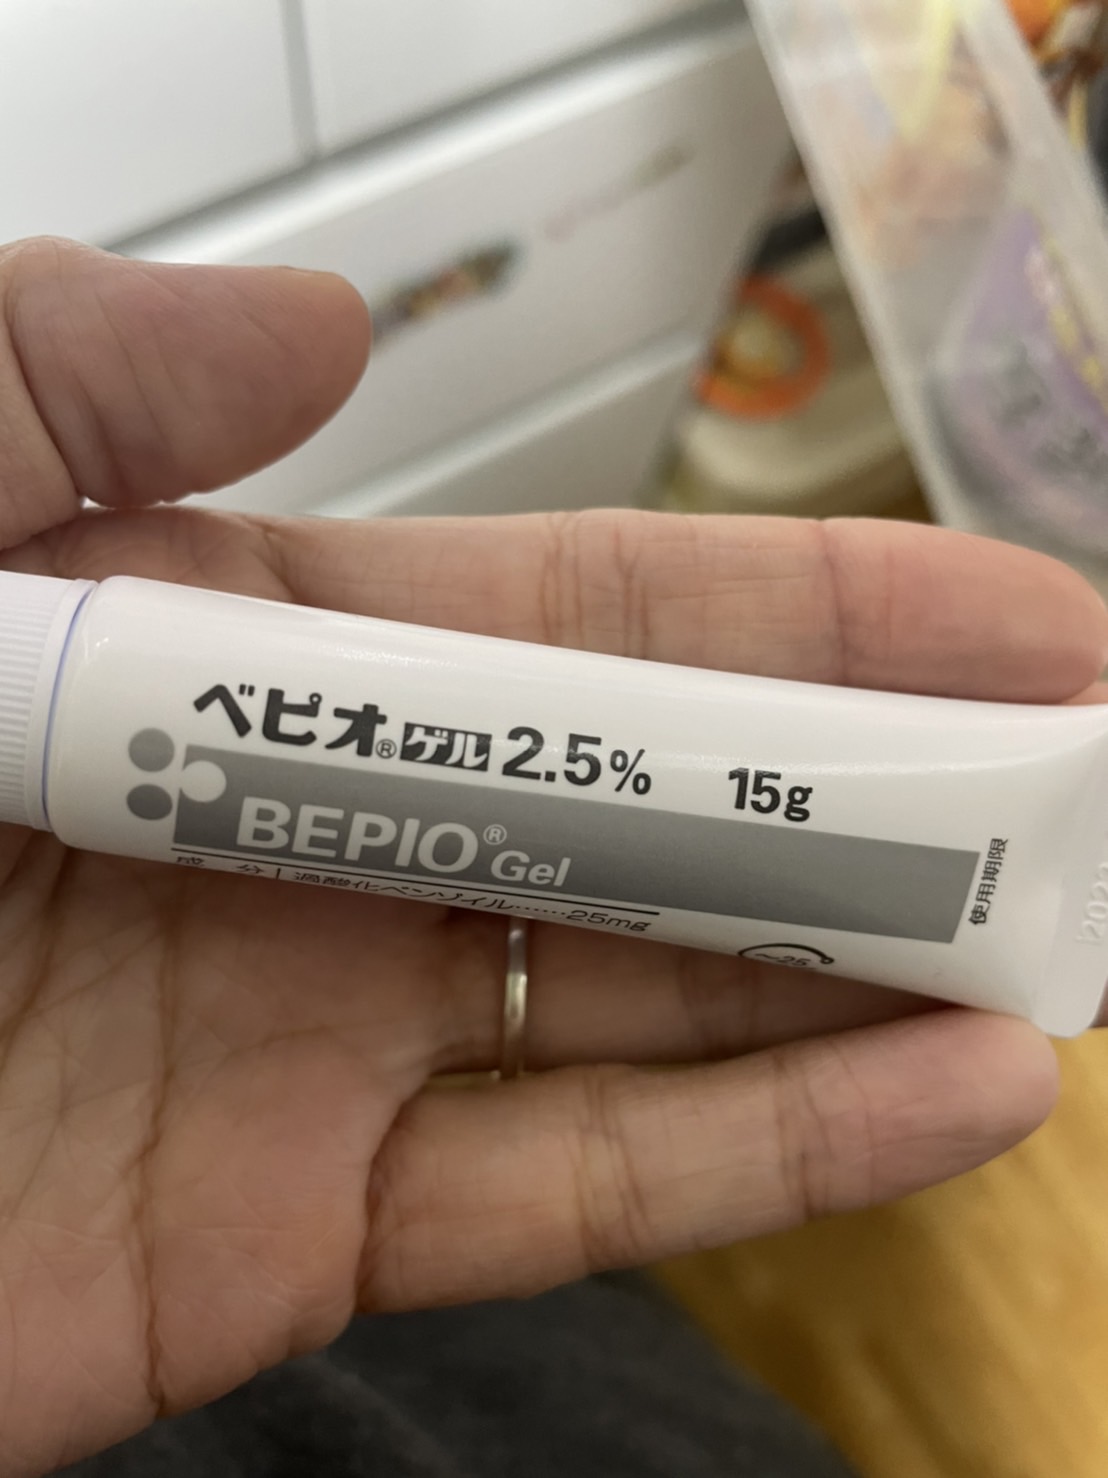 ベピオ®ゲル2.5% 15g
BEPIO® Gel
成 分 | 過酸化ベンゾイル……25mg
~25
使用期限